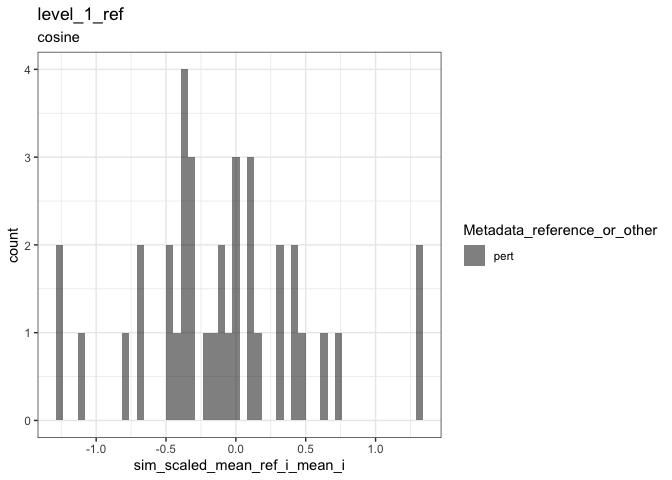 level_1_ref
cosine
4
3
2
1
0
count
-1.0 -0.5 0.0 0.5 1.0
sim_scaled_mean_ref_i_mean_i
Metadata_reference_or_other
pert